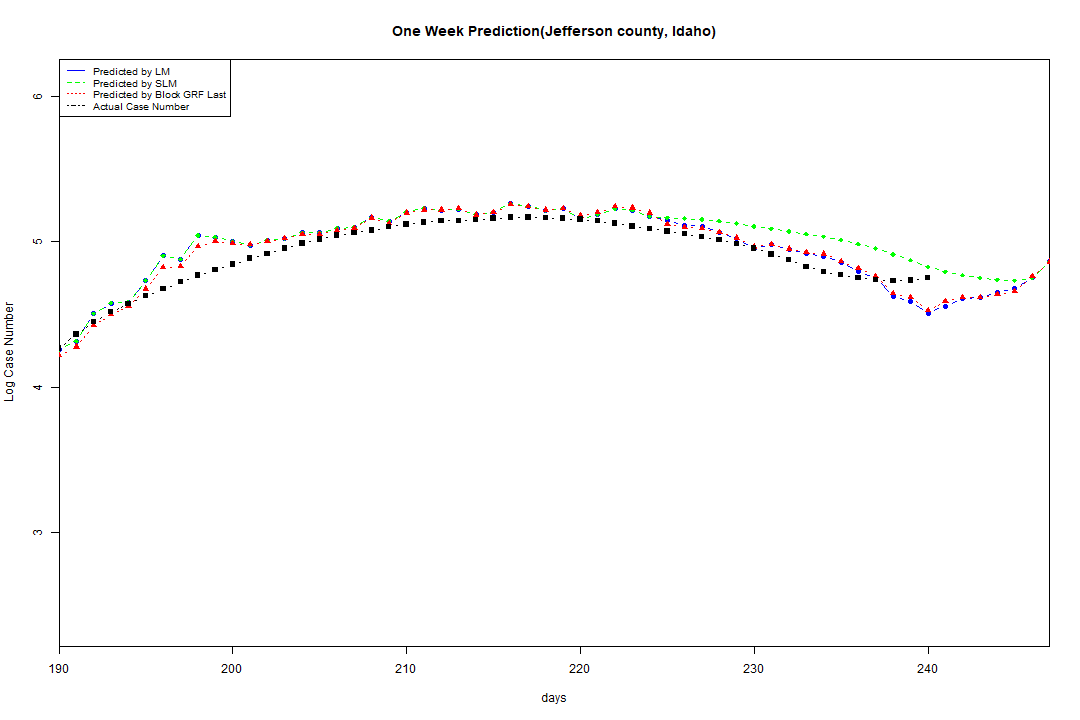 One Week Prediction(Jefferson county, Idaho)
Predicted by LM
Predicted by SLM
Predicted by Block GRF Last
Actual Case Number
6
5
4
3
Log Case Number
190 200 210 220 230 240
days